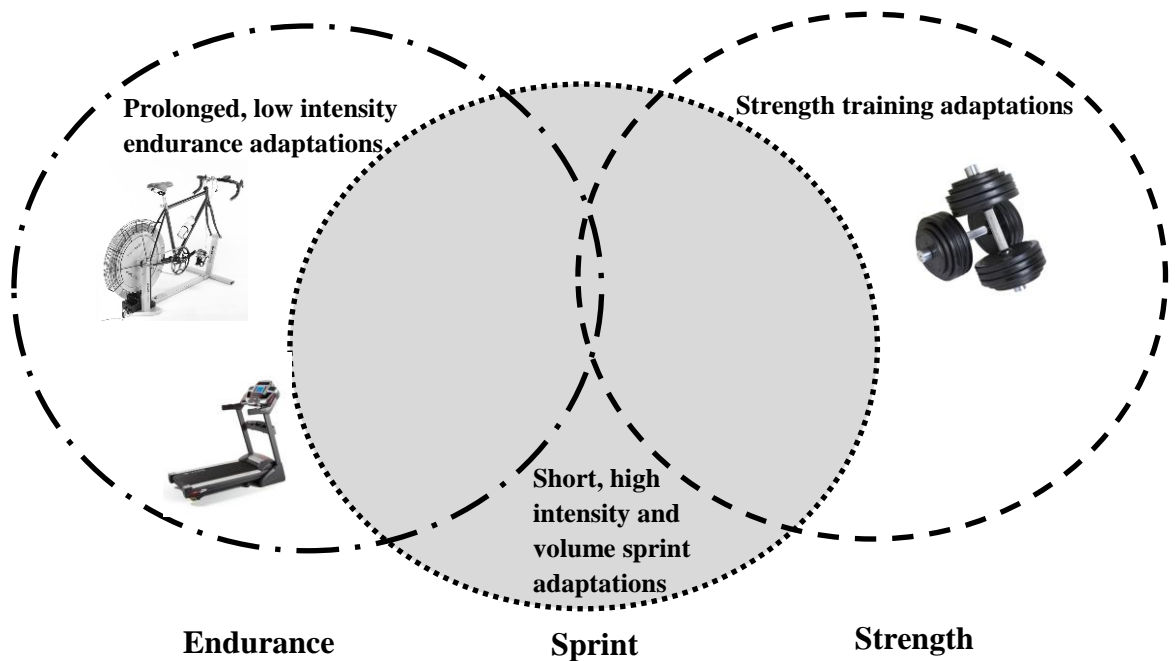 Prolonged, low intensity
endurance adaptations
Strength training adaptations
Short, high
intensity and
volume sprint
adaptations
Endurance
Sprint
Strength